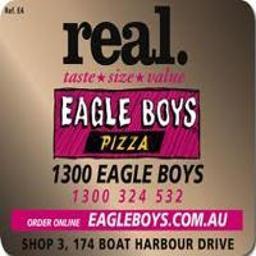 Ref. E4
real.
taste★size★value
EAGLE BOYS
PIZZA
1300 EAGLE BOYS
1300 324 532
ORDER ONLINE EAGLEBOYS.COM.AU
SHOP 3, 174 BOAT HARBOUR DRIVE